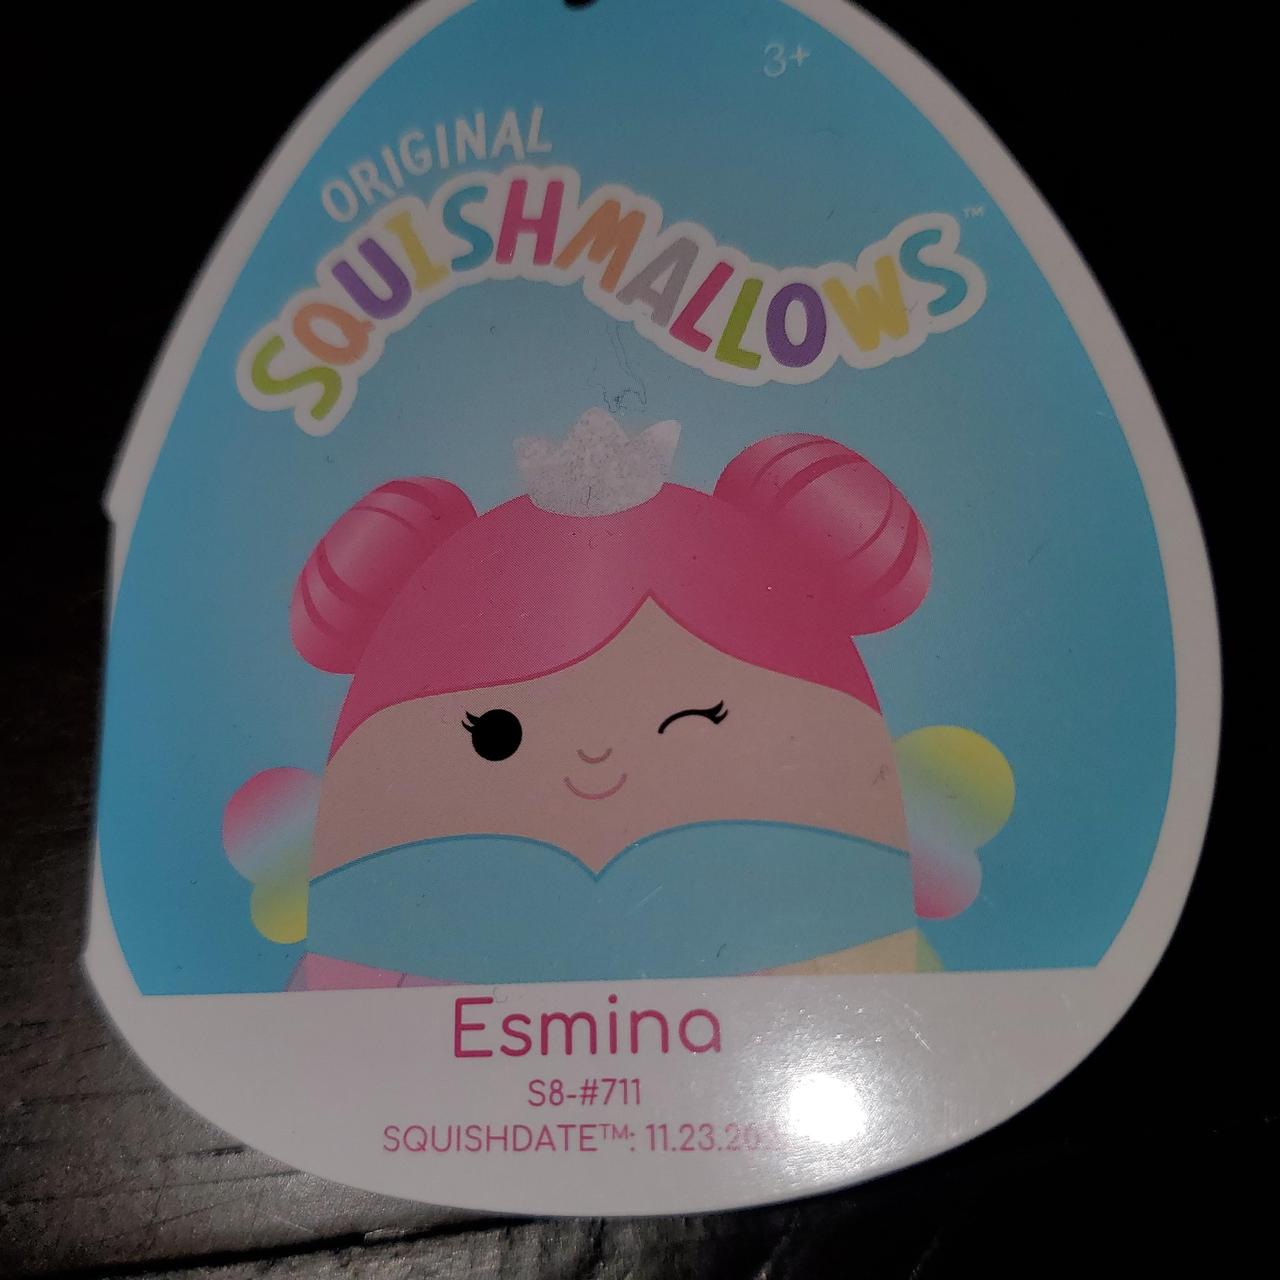 3+
ORIGINAL
SQUISHMALLOWS™
Esmina
S8-#711
SQUISHDATE™: 11.23.20